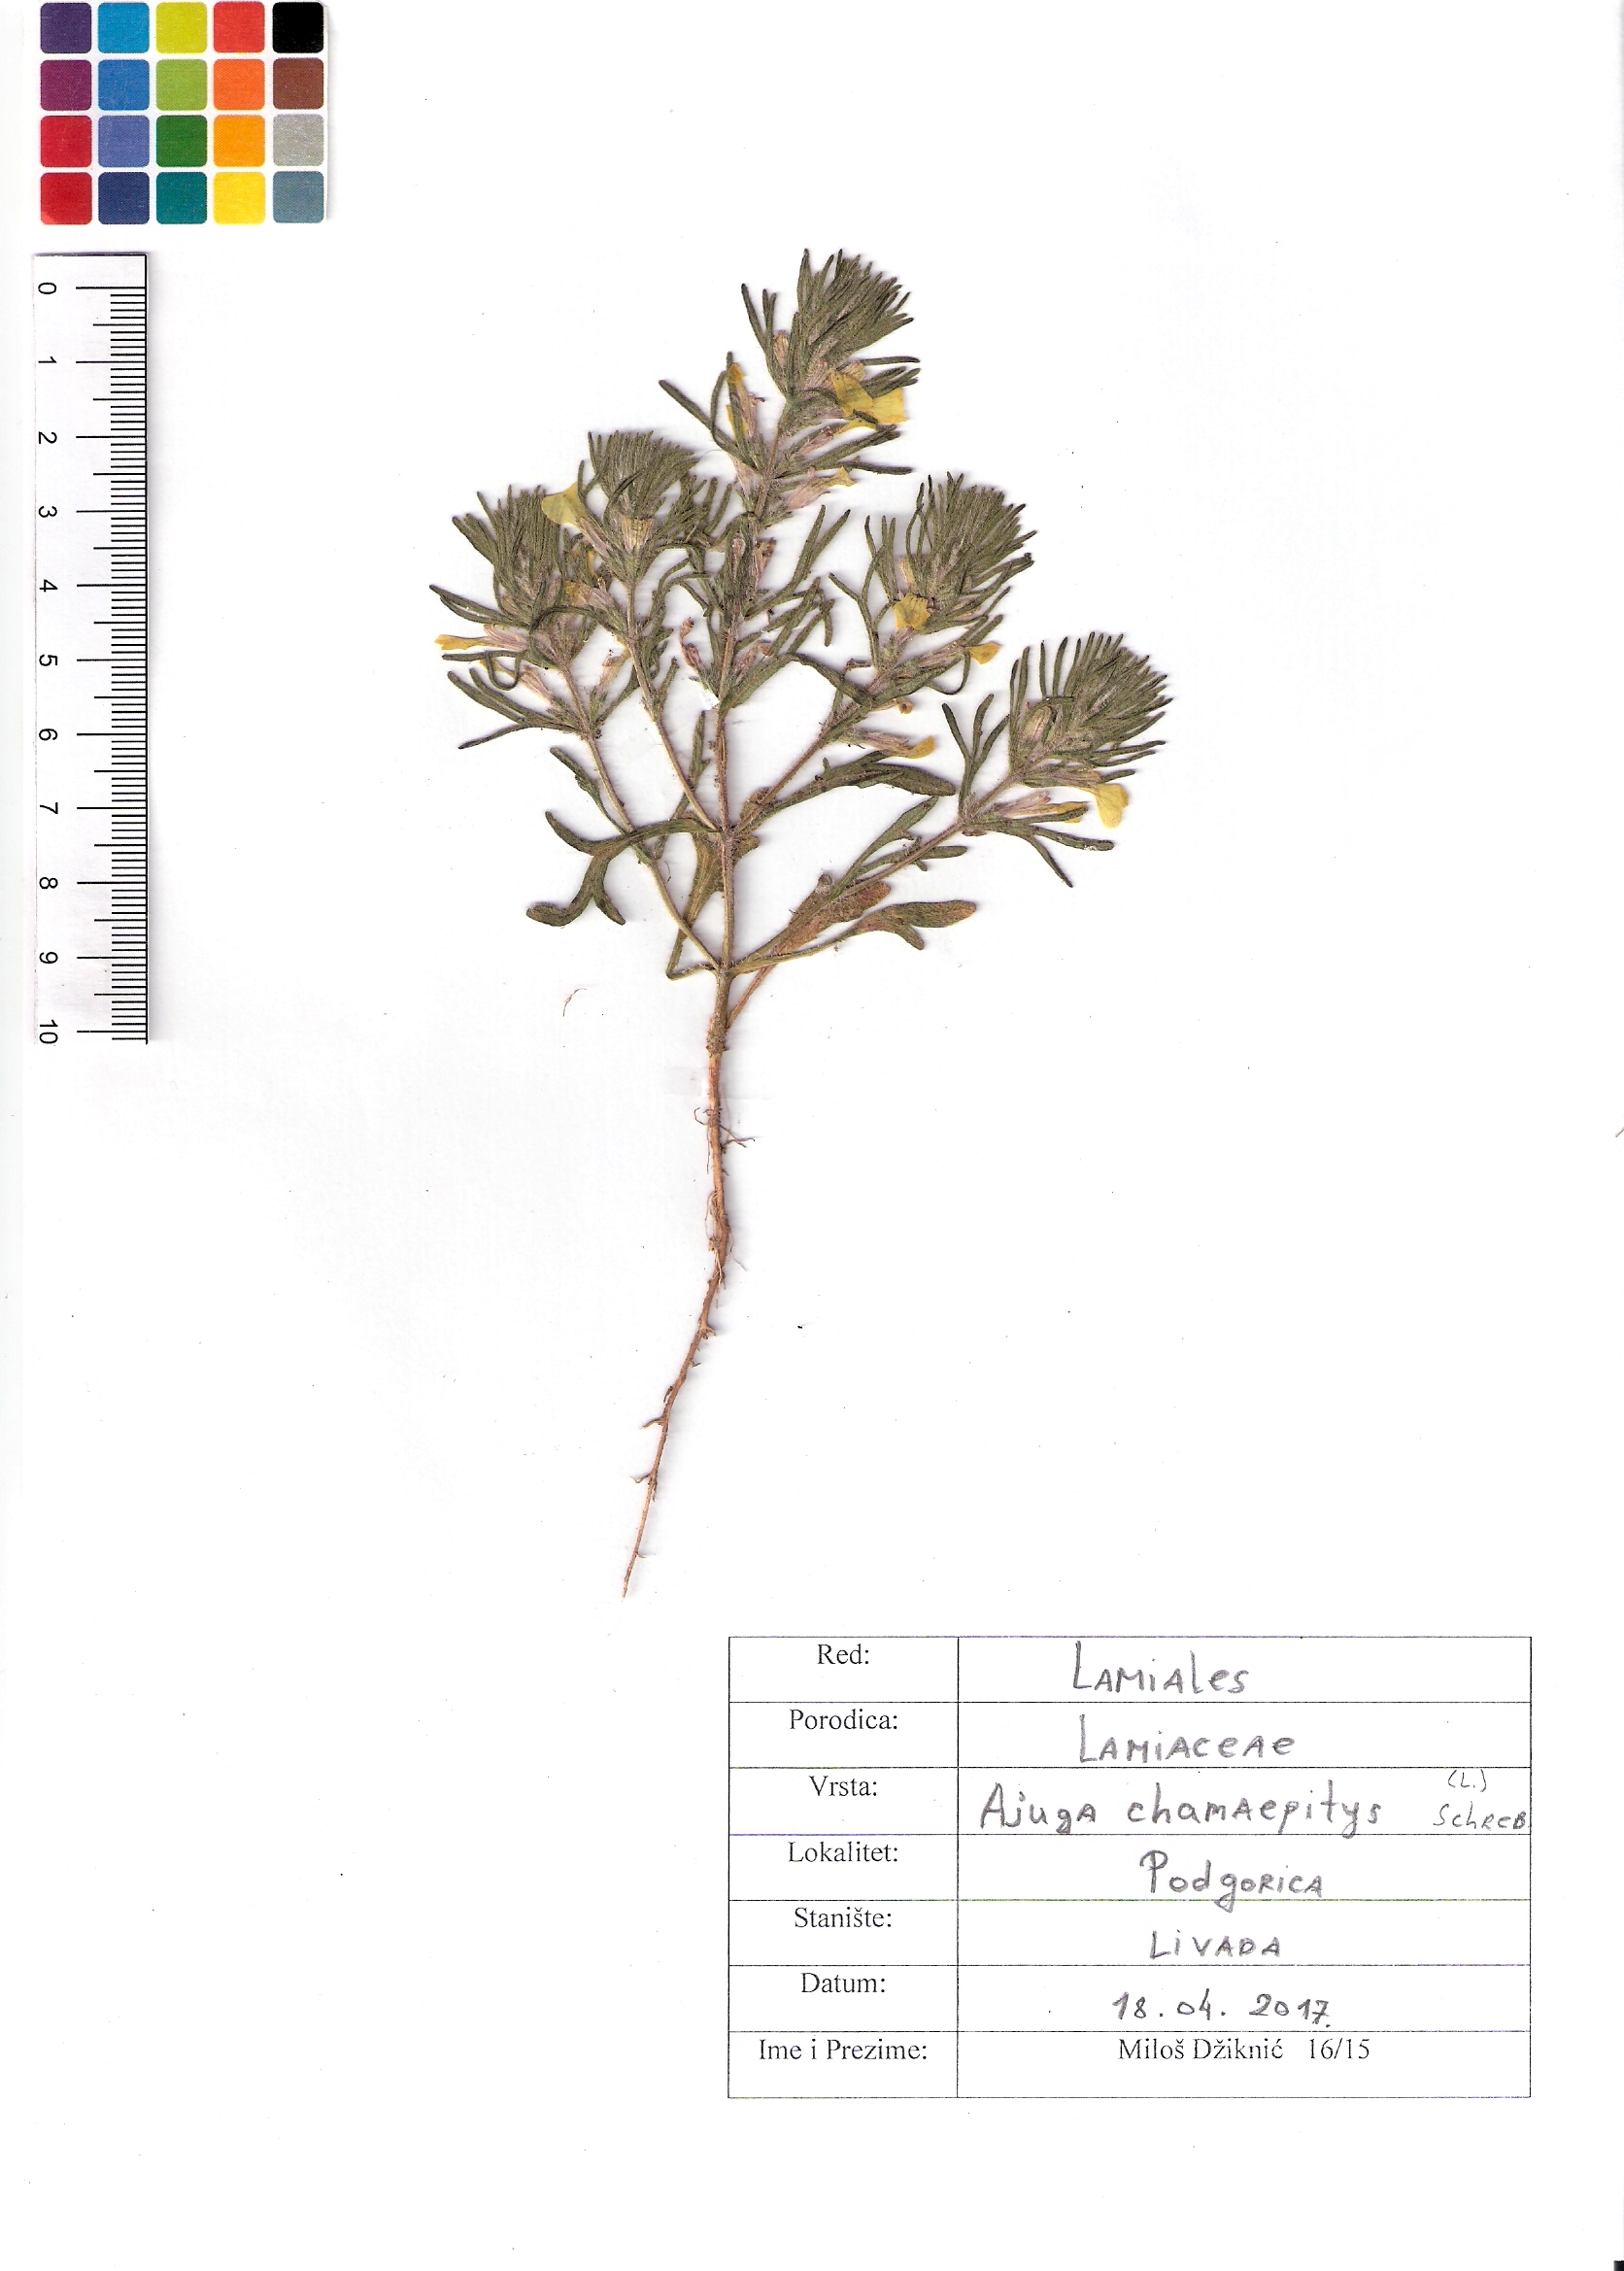 0
1
2
3
4
5
6
7
8
9
10
Red: Lamiales
Porodica: Lamiaceae
Vrsta: Ajuga chamaepitys (L.) Schreb
Lokalitet: Podgorica
Stanište: Livada
Datum: 18.04.2017.
Ime i Prezime: Miloš Džiknić 16/15